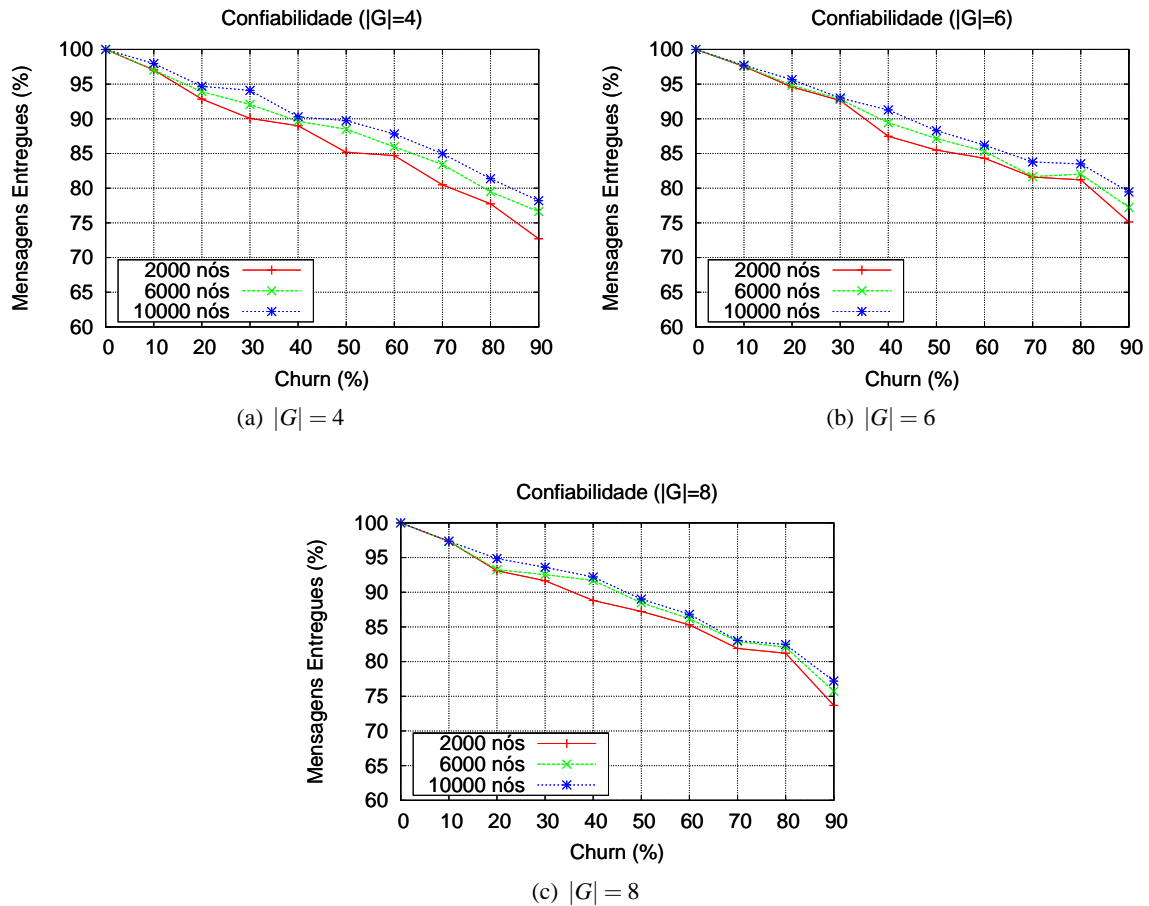 Confiabilidade (|G|=4)
Mensagens Entregues (%)
100
95
90
85
80
75
70
65
60
2000 nós
6000 nós
10000 nós
0 10 20 30 40 50 60 70 80 90
Churn (%)
(a) |G| = 4
Confiabilidade (|G|=6)
Mensagens Entregues (%)
100
95
90
85
80
75
70
65
60
2000 nós
6000 nós
10000 nós
0 10 20 30 40 50 60 70 80 90
Churn (%)
(b) |G| = 6
Confiabilidade (|G|=8)
Mensagens Entregues (%)
100
95
90
85
80
75
70
65
60
2000 nós
6000 nós
10000 nós
0 10 20 30 40 50 60 70 80 90
Churn (%)
(c) |G| = 8